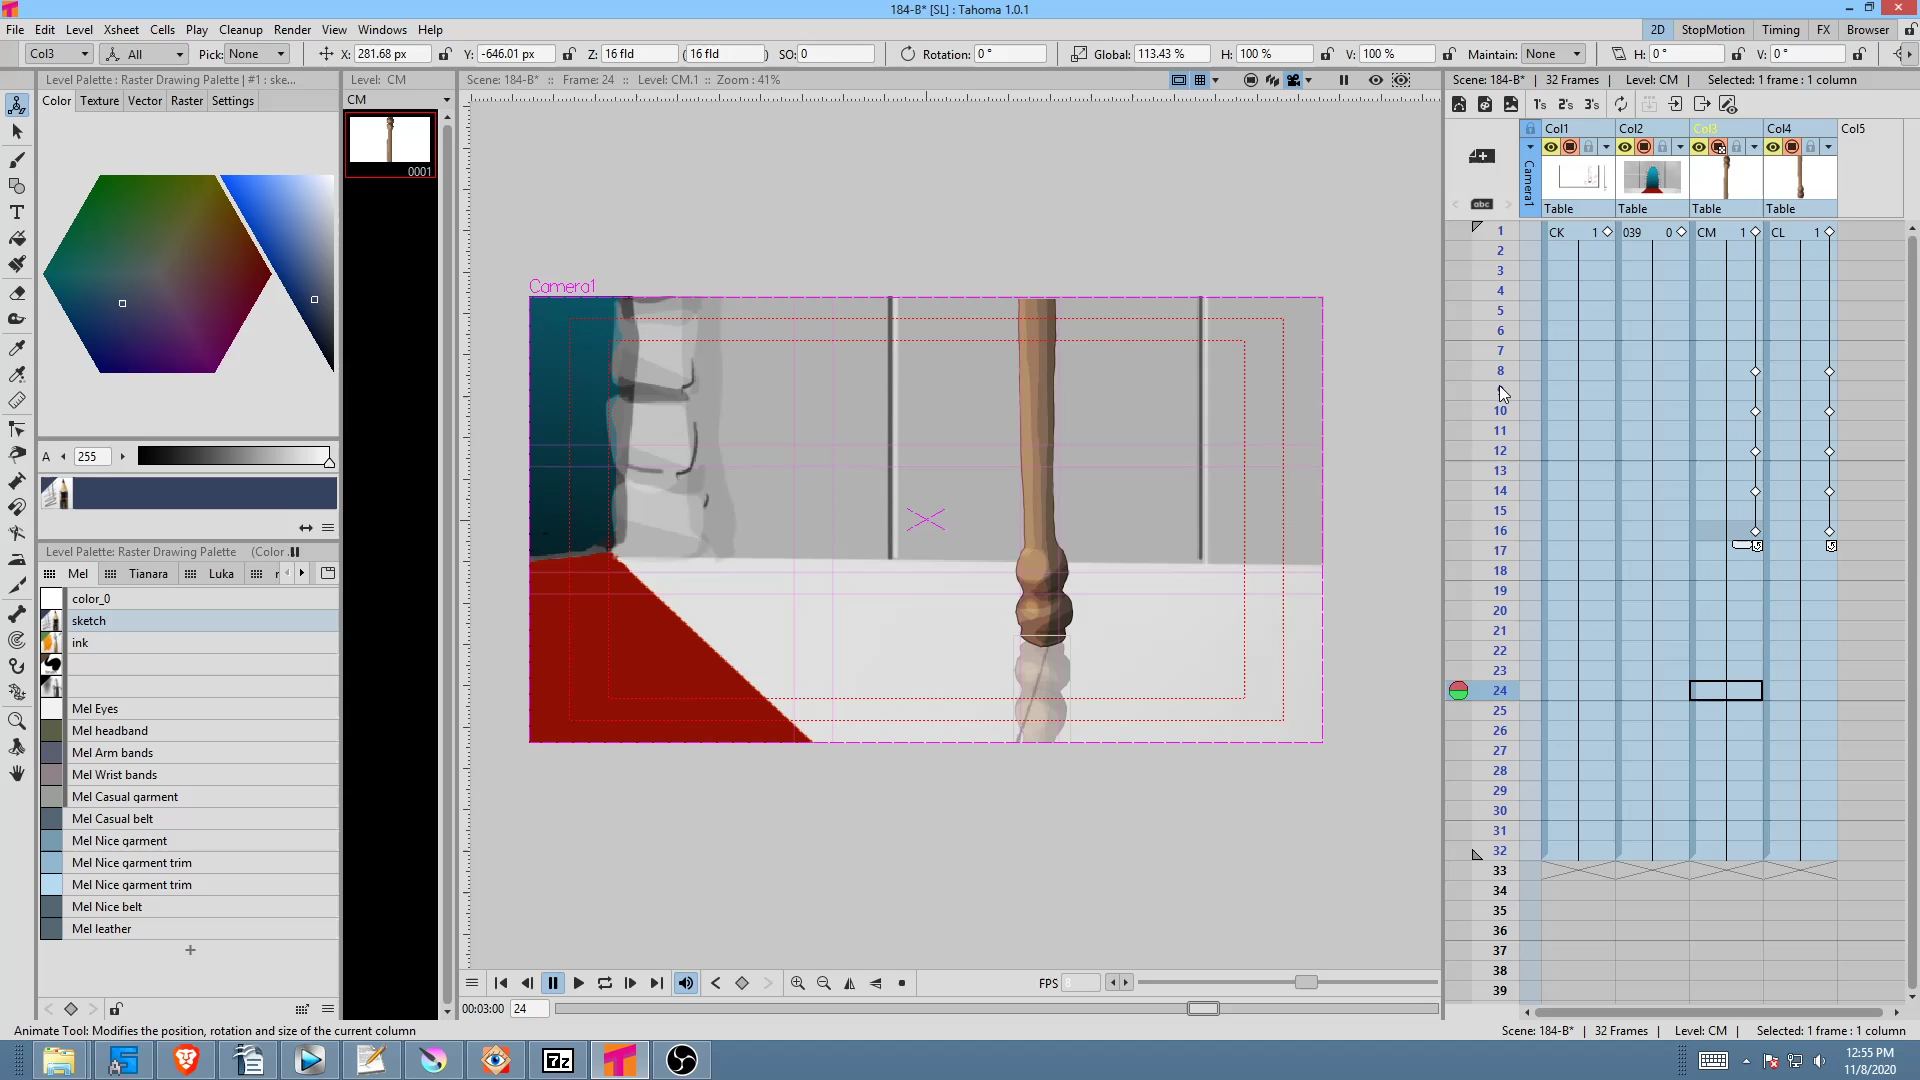 184-B* [SL] : Tahoma 1.0.1
File Edit Level Xsheet Cells Play Cleanup Render View Windows Help
2D StopMotion Timing FX Browser
Col3 All Pick: None X: 281.68 px Y: -646.01 px Z: 16 fld ( 16 fld ) SO: 0 Rotation: 0 ° Global: 113.43 % H: 100 % V: 100 % Maintain: None H: 0 ° V: 0 °
Level Palette : Raster Drawing Palette | #1 : ske...
Color Texture Vector Raster Settings
A 255
Level Palette: Raster Drawing Palette (Color
Mel Tianara Luka
color_0
sketch
ink
Mel Eyes
Mel headband
Mel Arm bands
Mel Wrist bands
Mel Casual garment
Mel Casual belt
Mel Nice garment
Mel Nice garment trim
Mel Nice garment trim
Mel Nice belt
Mel leather
Level: CM
CM
0001
Scene: 184-B* :: Frame: 24 :: Level: CM.1 :: Zoom : 41%
Camera1
FPS 8
00:03:00 24
Scene: 184-B* | 32 Frames | Level: CM | Selected: 1 frame : 1 column
1's 2's 3's
Col1 Col2 Col3 Col4 Col5
Camera1
abc
Table Table Table Table
1 CK 1 039 0 CM 1 CL 1
2
3
4
5
6
7
8
10
11
12
13
14
15
16
17
18
19
20
21
22
23
24
25
26
27
28
29
30
31
32
33
34
35
36
37
38
39
Animate Tool: Modifies the position, rotation and size of the current column
Scene: 184-B* | 32 Frames | Level: CM | Selected: 1 frame : 1 column
7z
12:55 PM
11/8/2020